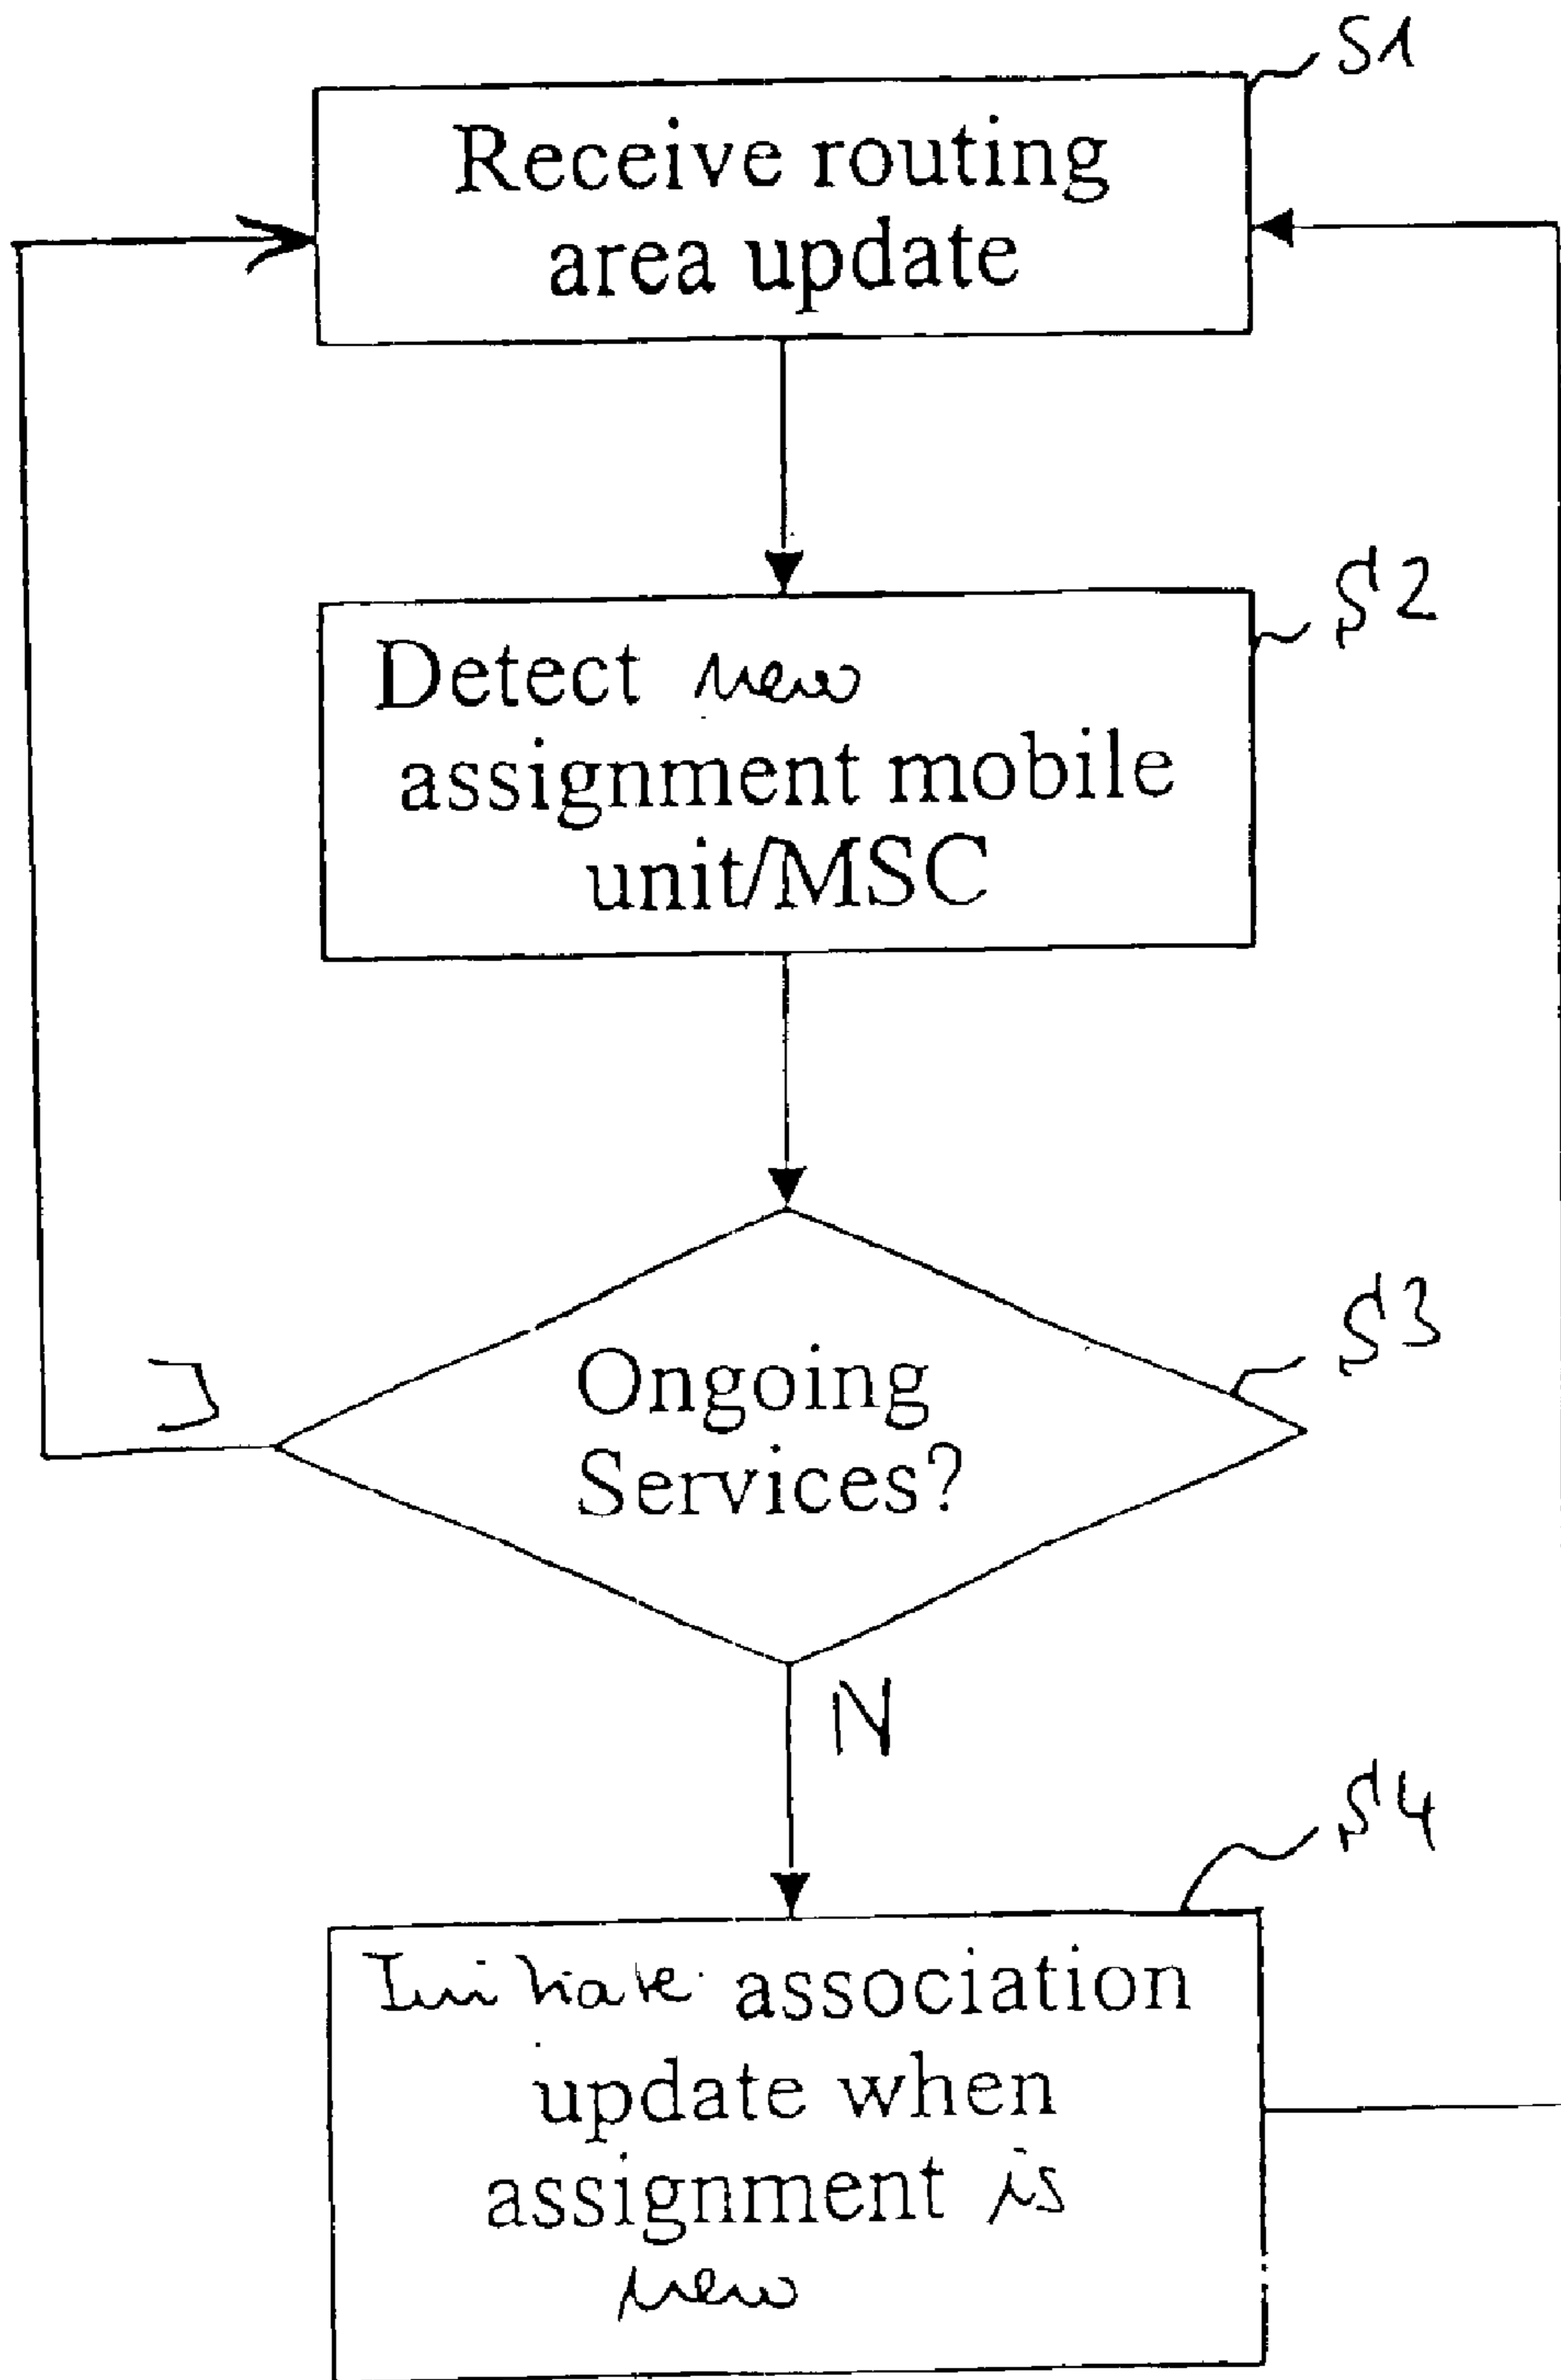 S1
Receive routing
area update
S2
Detect new
assignment mobile
unit/MSC
S3
Ongoing
Services?
J
N
S4
Initiate association
update when
assignment is
new